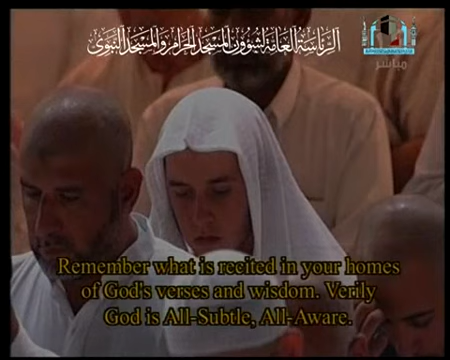 الرئاسة العامة لشؤون المسجد الحرام والمسجد النبوي
مباشر
Remember what is recited in your homes
of God's verses and wisdom. Verily
God is All-Subtle, All-Aware.